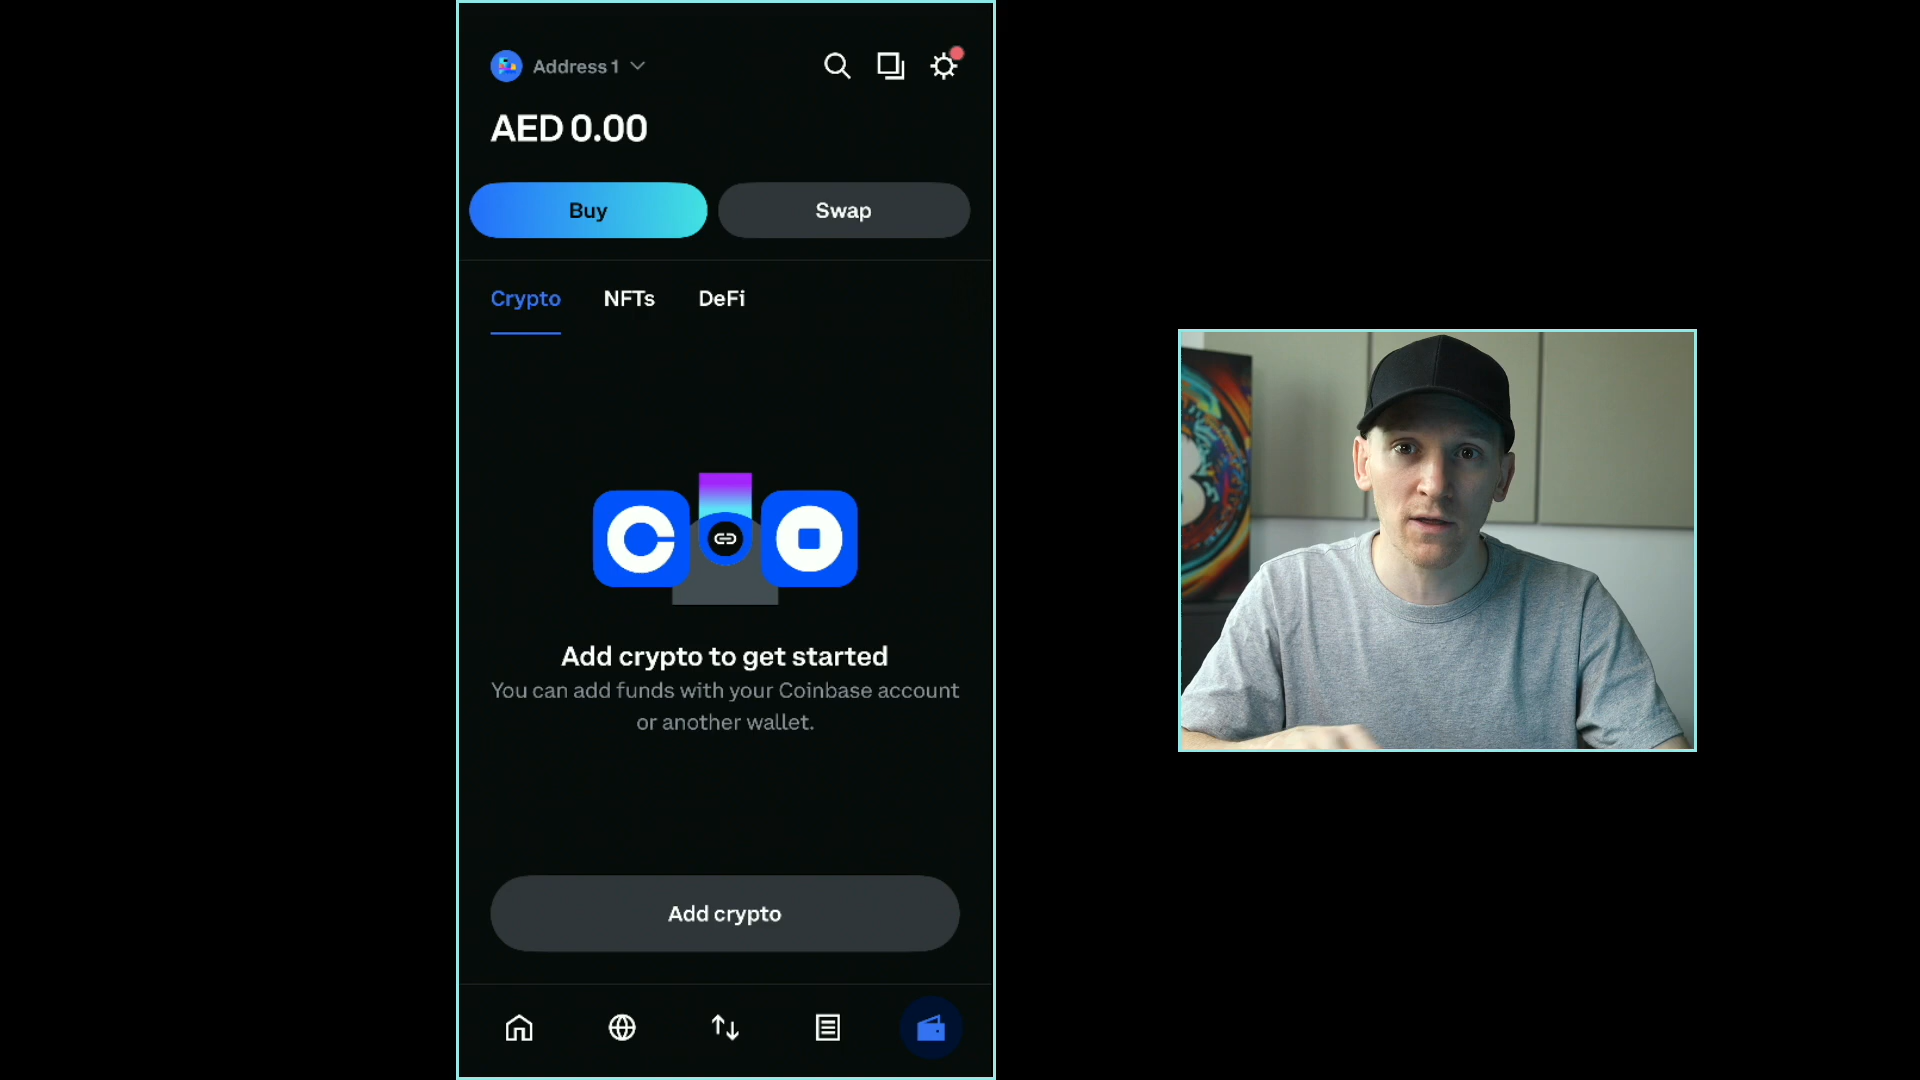 Address 1
AED 0.00
Buy
Swap
Crypto
NFTs
DeFi
Add crypto to get started
You can add funds with your Coinbase account
or another wallet.
Add crypto